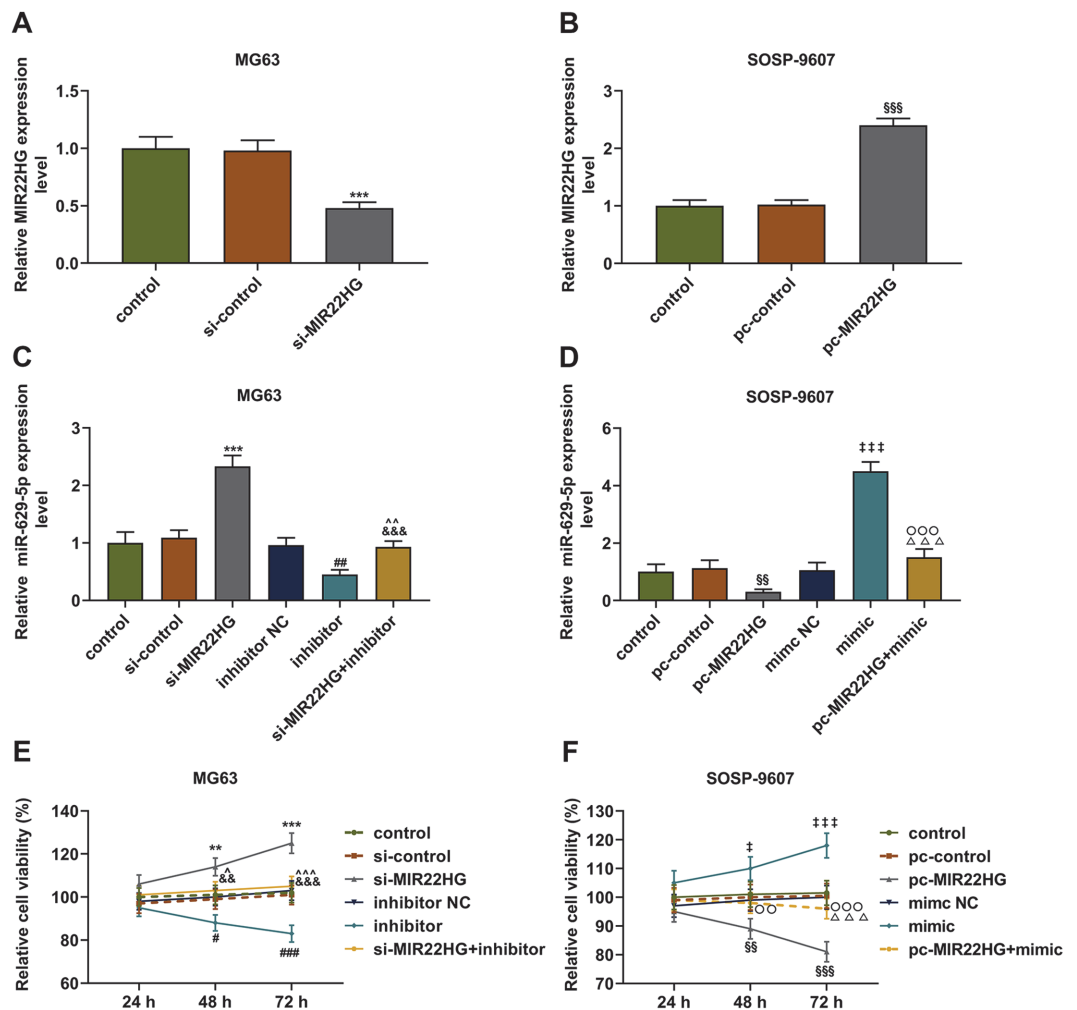 A
MG63
Relative MIR22HG expression
level
1.5
1.0
0.5
0.0
***
control
si-control
si-MIR22HG
B
SOSP-9607
Relative MIR22HG expression
level
3
2
1
0
§§§
control
pc-control
pc-MIR22HG
C
MG63
Relative miR-629-5p expression
level
3
2
1
0
***
##
^^
&&&
control
si-control
si-MIR22HG
inhibitor NC
inhibitor
si-MIR22HG+inhibitor
D
SOSP-9607
Relative miR-629-5p expression
level
6
4
2
0
§§
‡‡‡
○○○
△△△
control
pc-control
pc-MIR22HG
mimc NC
mimic
pc-MIR22HG+mimic
E
MG63
Relative cell viability (%)
140
120
100
80
60
**
***
^
&&
^^^
&&&
#
###
24 h
48 h
72 h
control
si-control
si-MIR22HG
inhibitor NC
inhibitor
si-MIR22HG+inhibitor
F
SOSP-9607
Relative cell viability (%)
130
120
110
100
90
80
70
‡
‡‡‡
○○
○○○
△△△
§§
§§§
24 h
48 h
72 h
control
pc-control
pc-MIR22HG
mimc NC
mimic
pc-MIR22HG+mimic